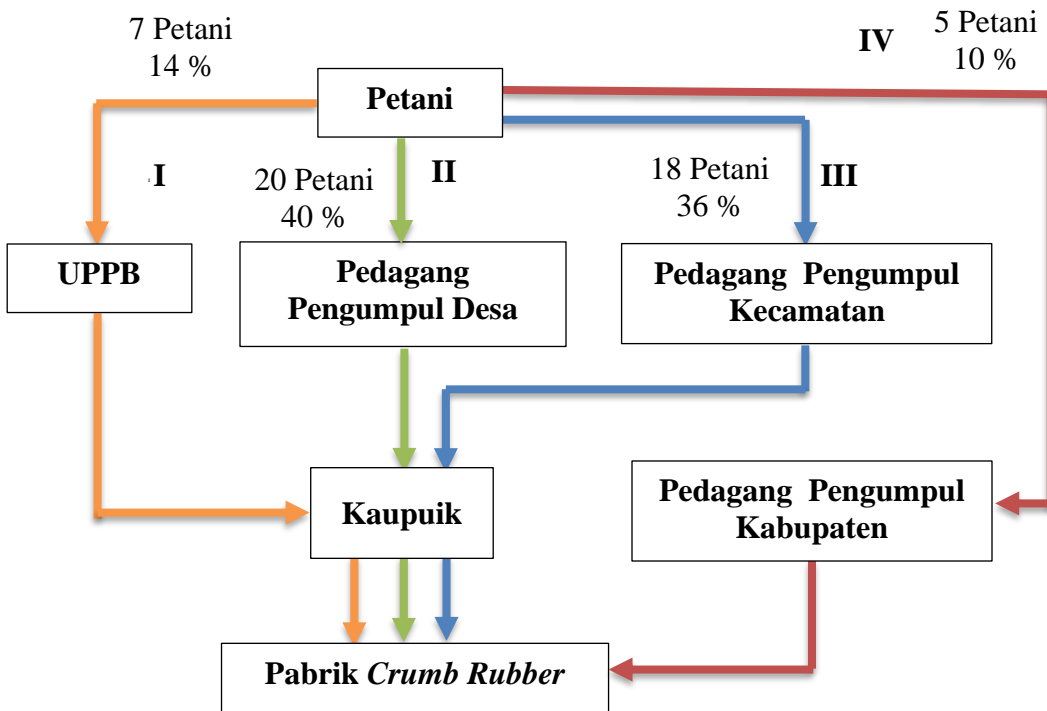 7 Petani
14 %
IV
5 Petani
10 %
Petani
I
II
20 Petani
40 %
18 Petani
36 %
III
UPPB
Pedagang
Pengumpul Desa
Pedagang Pengumpul
Kecamatan
Kaupuik
Pedagang Pengumpul
Kabupaten
Pabrik Crumb Rubber